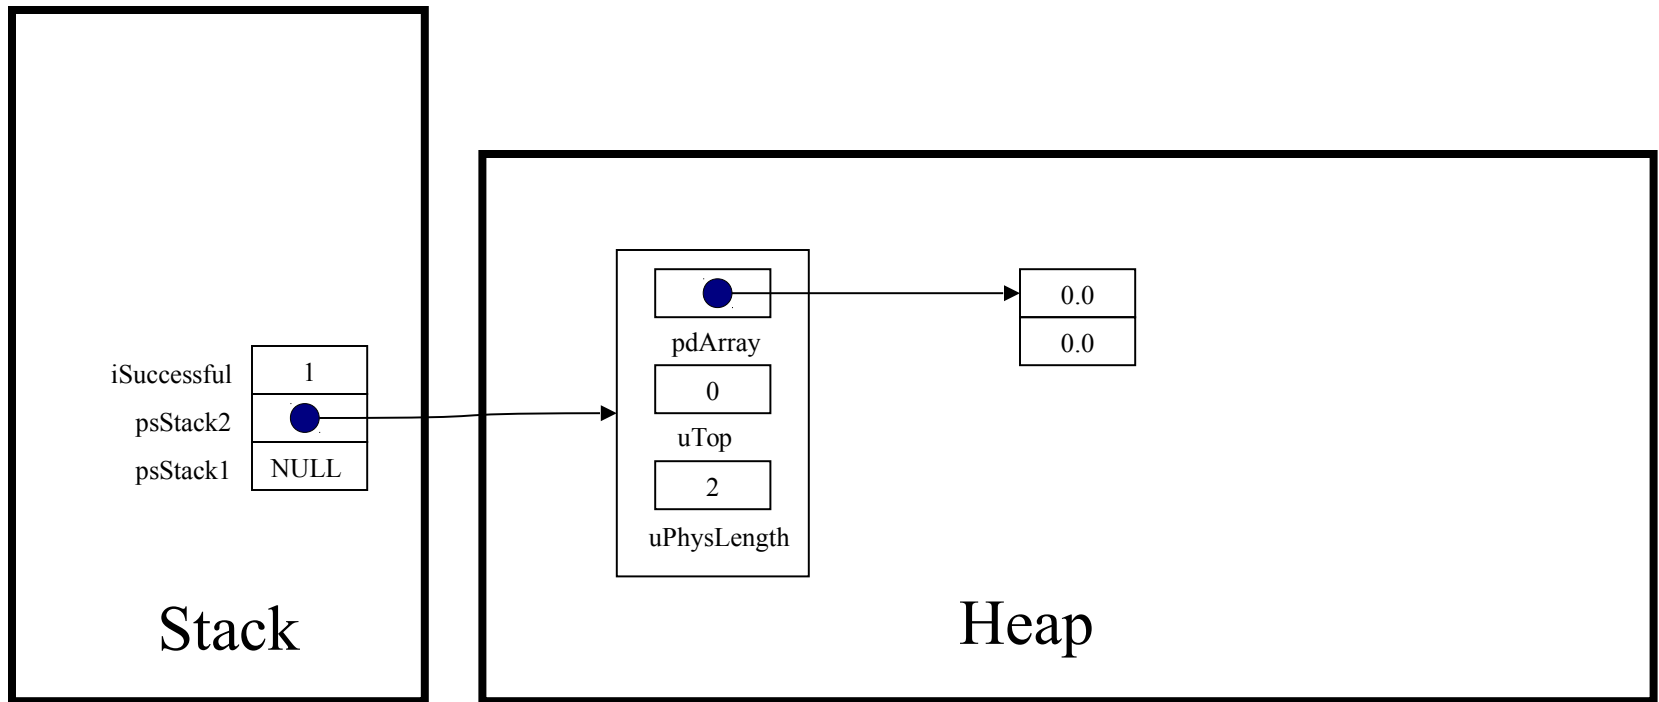 iSuccessful 1
psStack2
psStack1 NULL
Stack
pdArray
0
uTop
2
uPhysLength
0.0
0.0
Heap